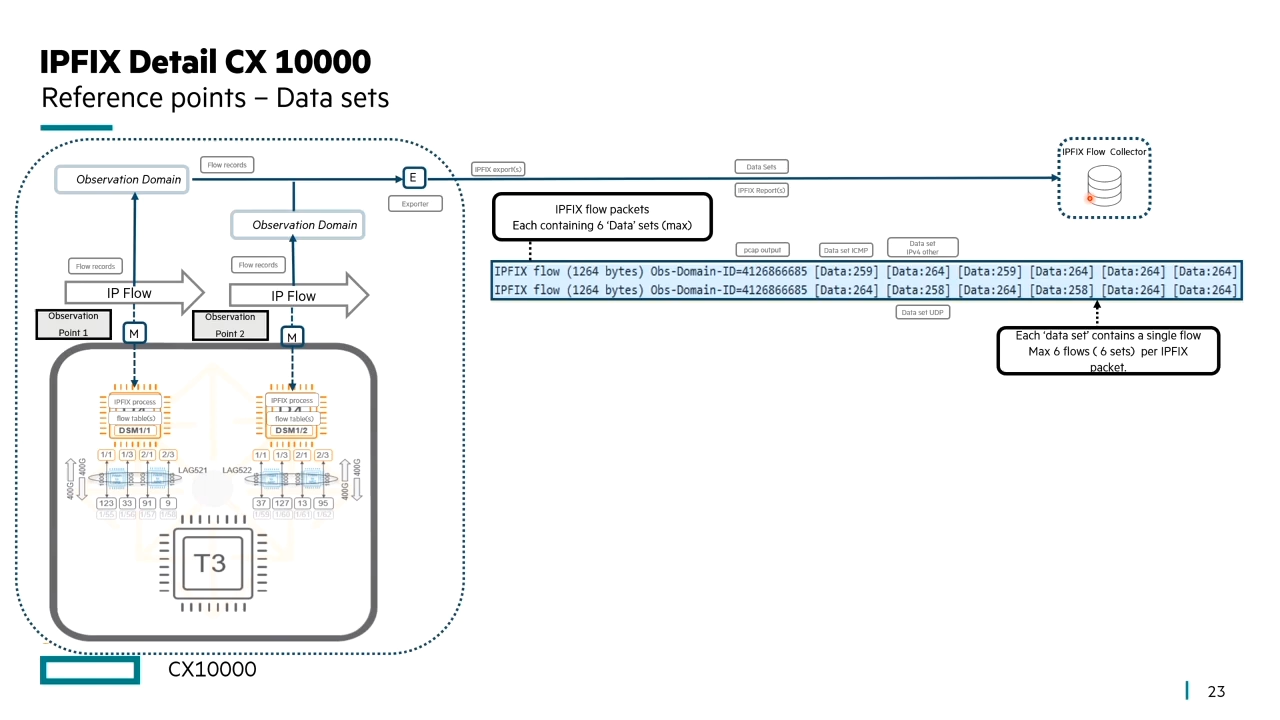 IPFIX Detail CX 10000
Reference points – Data sets
Observation Domain
Flow records
E
Exporter
IPFIX export(s)
Data Sets
IPFIX Report(s)
IPFIX Flow Collector
Observation Domain
IPFIX flow packets
Each containing 6 ‘Data’ sets (max)
Flow records
Flow records
IP Flow
IP Flow
pcap output
Data set ICMP
Data set
IPv4 other
IPFIX flow (1264 bytes) Obs-Domain-ID=4126866685 [Data:259] [Data:264] [Data:259] [Data:264] [Data:264] [Data:264]
IPFIX flow (1264 bytes) Obs-Domain-ID=4126866685 [Data:264] [Data:258] [Data:264] [Data:258] [Data:264] [Data:264]
Data set UDP
Each ‘data set’ contains a single flow
Max 6 flows ( 6 sets) per IPFIX
packet.
Observation
Point 1
M
Observation
Point 2
M
IPFIX process
flow table(s)
DSM1/1
IPFIX process
flow table(s)
DSM1/2
1/1 1/3 2/1 2/3
1/1 1/3 2/1 2/3
400G
400G
LAG521
LAG522
400G
400G
123 33 91 9
37 127 13 95
T3
CX10000
23